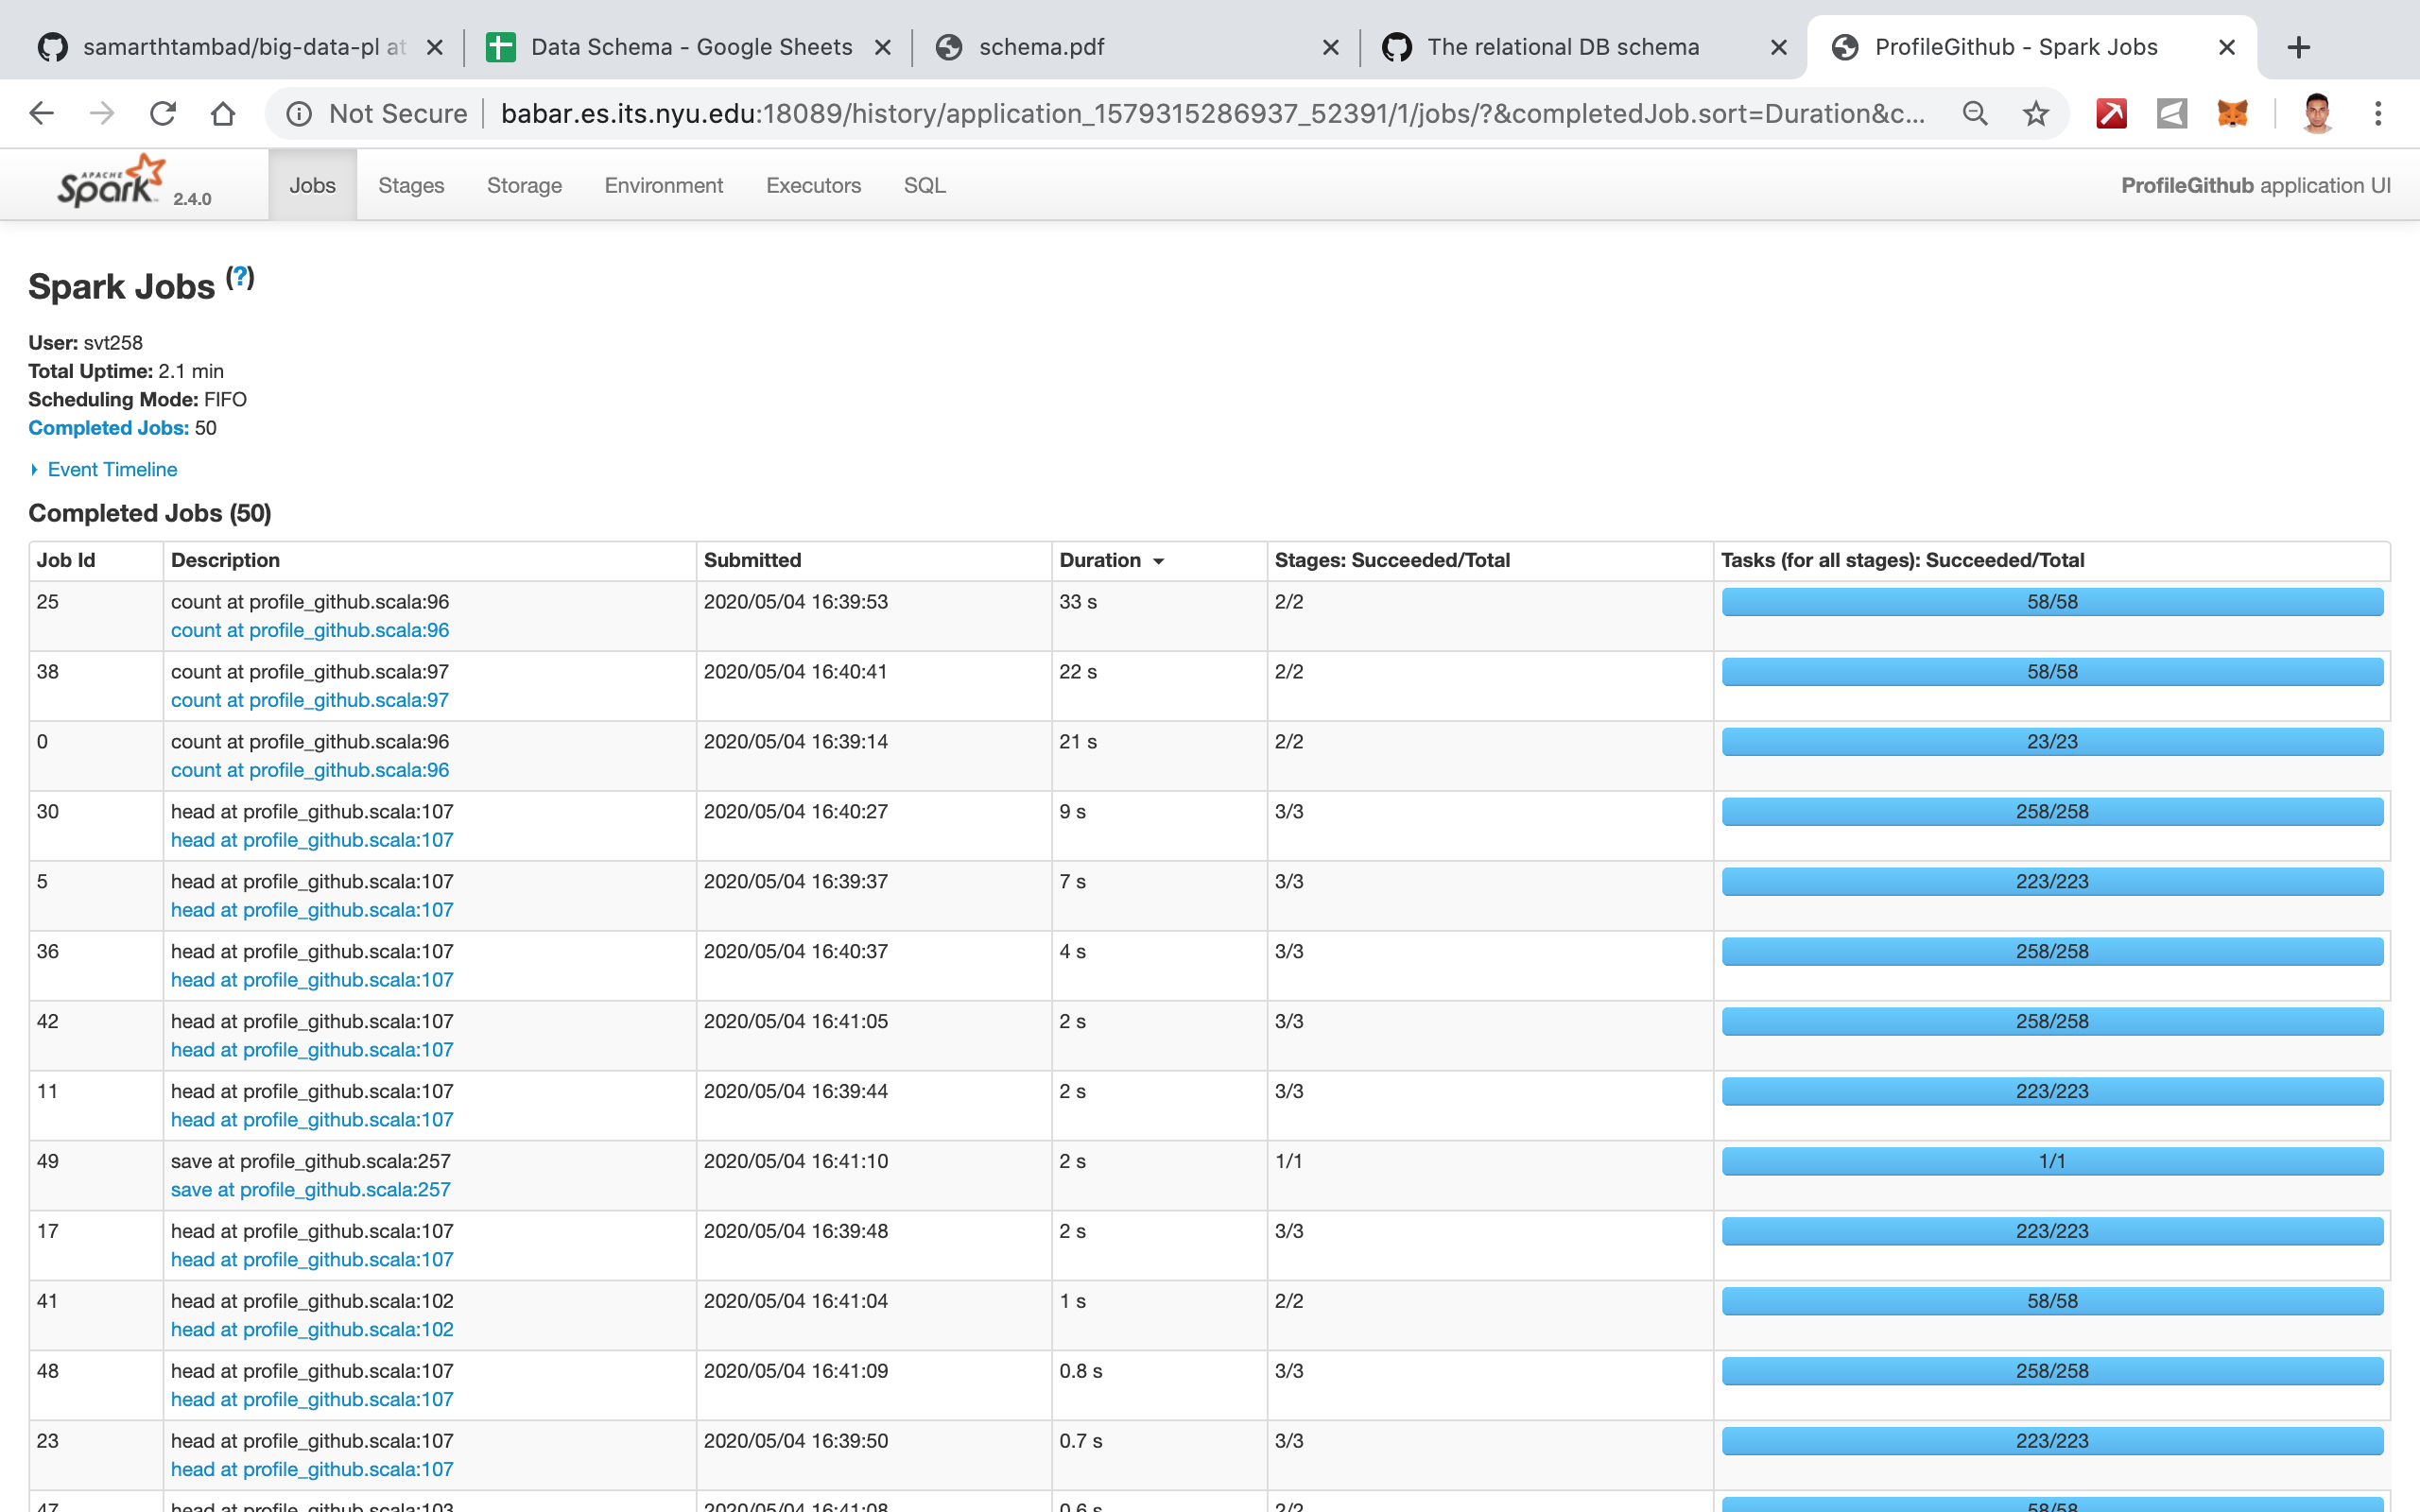 samarthtambad/big-data-pl at
Data Schema - Google Sheets
schema.pdf
The relational DB schema
ProfileGithub - Spark Jobs
Not Secure babar.es.its.nyu.edu:18089/history/application_1579315286937_52391/1/jobs/?&completedJob.sort=Duration&c...
APACHE Spark 2.4.0 Jobs Stages Storage Environment Executors SQL ProfileGithub application UI
Spark Jobs (?)
User: svt258
Total Uptime: 2.1 min
Scheduling Mode: FIFO
Completed Jobs: 50
Event Timeline
Completed Jobs (50)
Job Id Description Submitted Duration Stages: Succeeded/Total Tasks (for all stages): Succeeded/Total
25 count at profile_github.scala:96 2020/05/04 16:39:53 33 s 2/2 58/58
count at profile_github.scala:96
38 count at profile_github.scala:97 2020/05/04 16:40:41 22 s 2/2 58/58
count at profile_github.scala:97
0 count at profile_github.scala:96 2020/05/04 16:39:14 21 s 2/2 23/23
count at profile_github.scala:96
30 head at profile_github.scala:107 2020/05/04 16:40:27 9 s 3/3 258/258
head at profile_github.scala:107
5 head at profile_github.scala:107 2020/05/04 16:39:37 7 s 3/3 223/223
head at profile_github.scala:107
36 head at profile_github.scala:107 2020/05/04 16:40:37 4 s 3/3 258/258
head at profile_github.scala:107
42 head at profile_github.scala:107 2020/05/04 16:41:05 2 s 3/3 258/258
head at profile_github.scala:107
11 head at profile_github.scala:107 2020/05/04 16:39:44 2 s 3/3 223/223
head at profile_github.scala:107
49 save at profile_github.scala:257 2020/05/04 16:41:10 2 s 1/1 1/1
save at profile_github.scala:257
17 head at profile_github.scala:107 2020/05/04 16:39:48 2 s 3/3 223/223
head at profile_github.scala:107
41 head at profile_github.scala:102 2020/05/04 16:41:04 1 s 2/2 58/58
head at profile_github.scala:102
48 head at profile_github.scala:107 2020/05/04 16:41:09 0.8 s 3/3 258/258
head at profile_github.scala:107
23 head at profile_github.scala:107 2020/05/04 16:39:50 0.7 s 3/3 223/223
head at profile_github.scala:107
47 head at profile_github.scala:103 2020/05/04 16:41:08 0.6 s 2/2 58/58